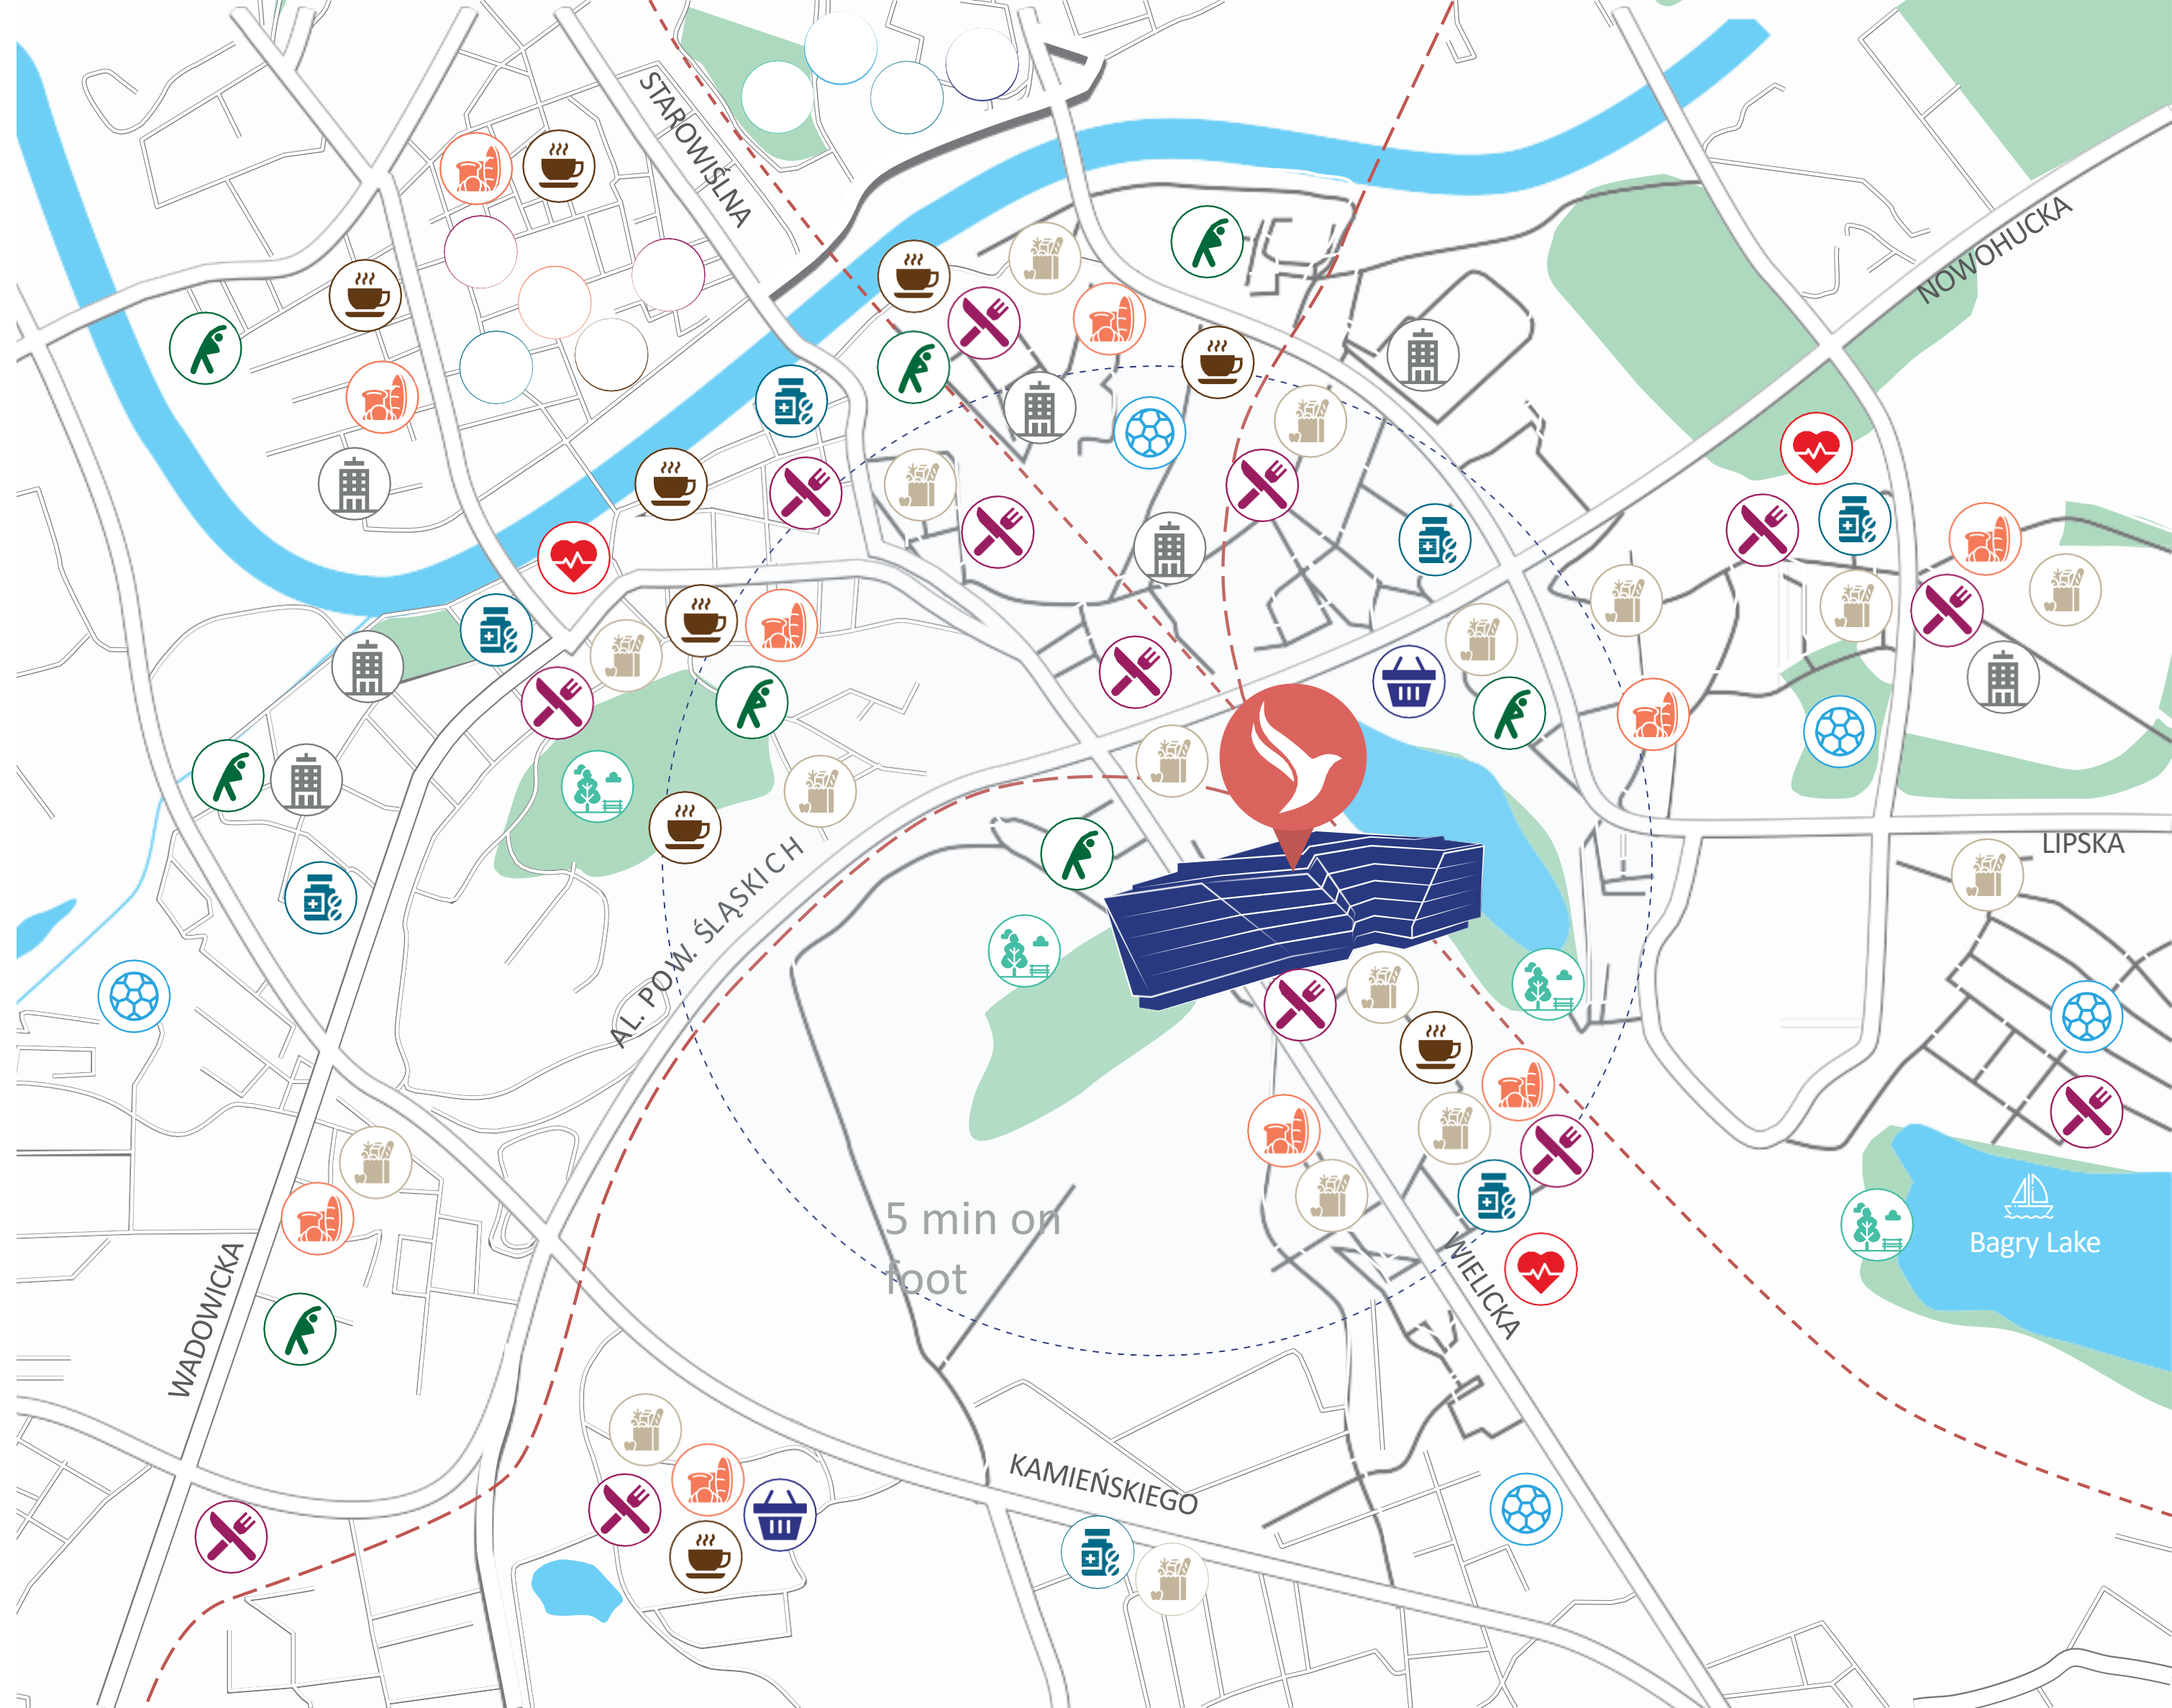 STAROWIŚLNA
NOWOHUCKA
LIPSKA
AL. POW. ŚLĄSKICH
5 min on
foot
Bagry Lake
WIELICKA
WADOWICKA
KAMIEŃSKIEGO